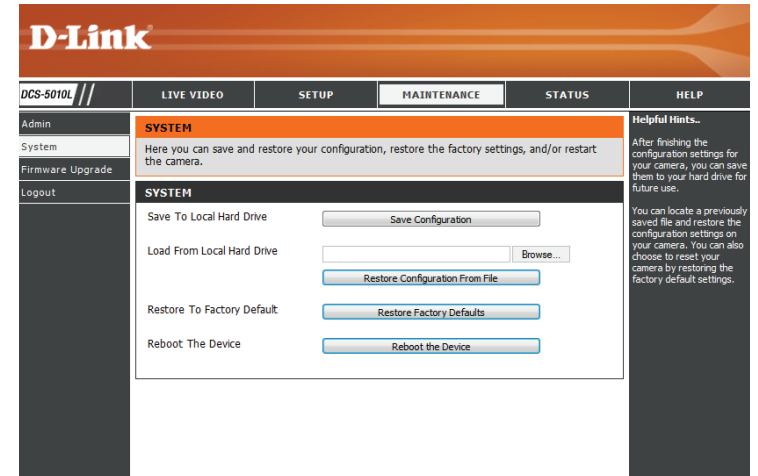 D-Link
DCS-5010L //
LIVE VIDEO
SETUP
MAINTENANCE
STATUS
HELP
Admin
System
Firmware Upgrade
Logout
SYSTEM
Here you can save and restore your configuration, restore the factory settings, and/or restart
the camera.
SYSTEM
Save To Local Hard Drive
Save Configuration
Load From Local Hard Drive
Browse...
Restore Configuration From File
Restore To Factory Default
Restore Factory Defaults
Reboot The Device
Reboot the Device
Helpful Hints..
After finishing the
configuration settings for
your camera, you can save
them to your hard drive for
future use.
You can locate a previously
saved file and restore the
configuration settings on
your camera. You can also
choose to reset your
camera by restoring the
factory default settings.